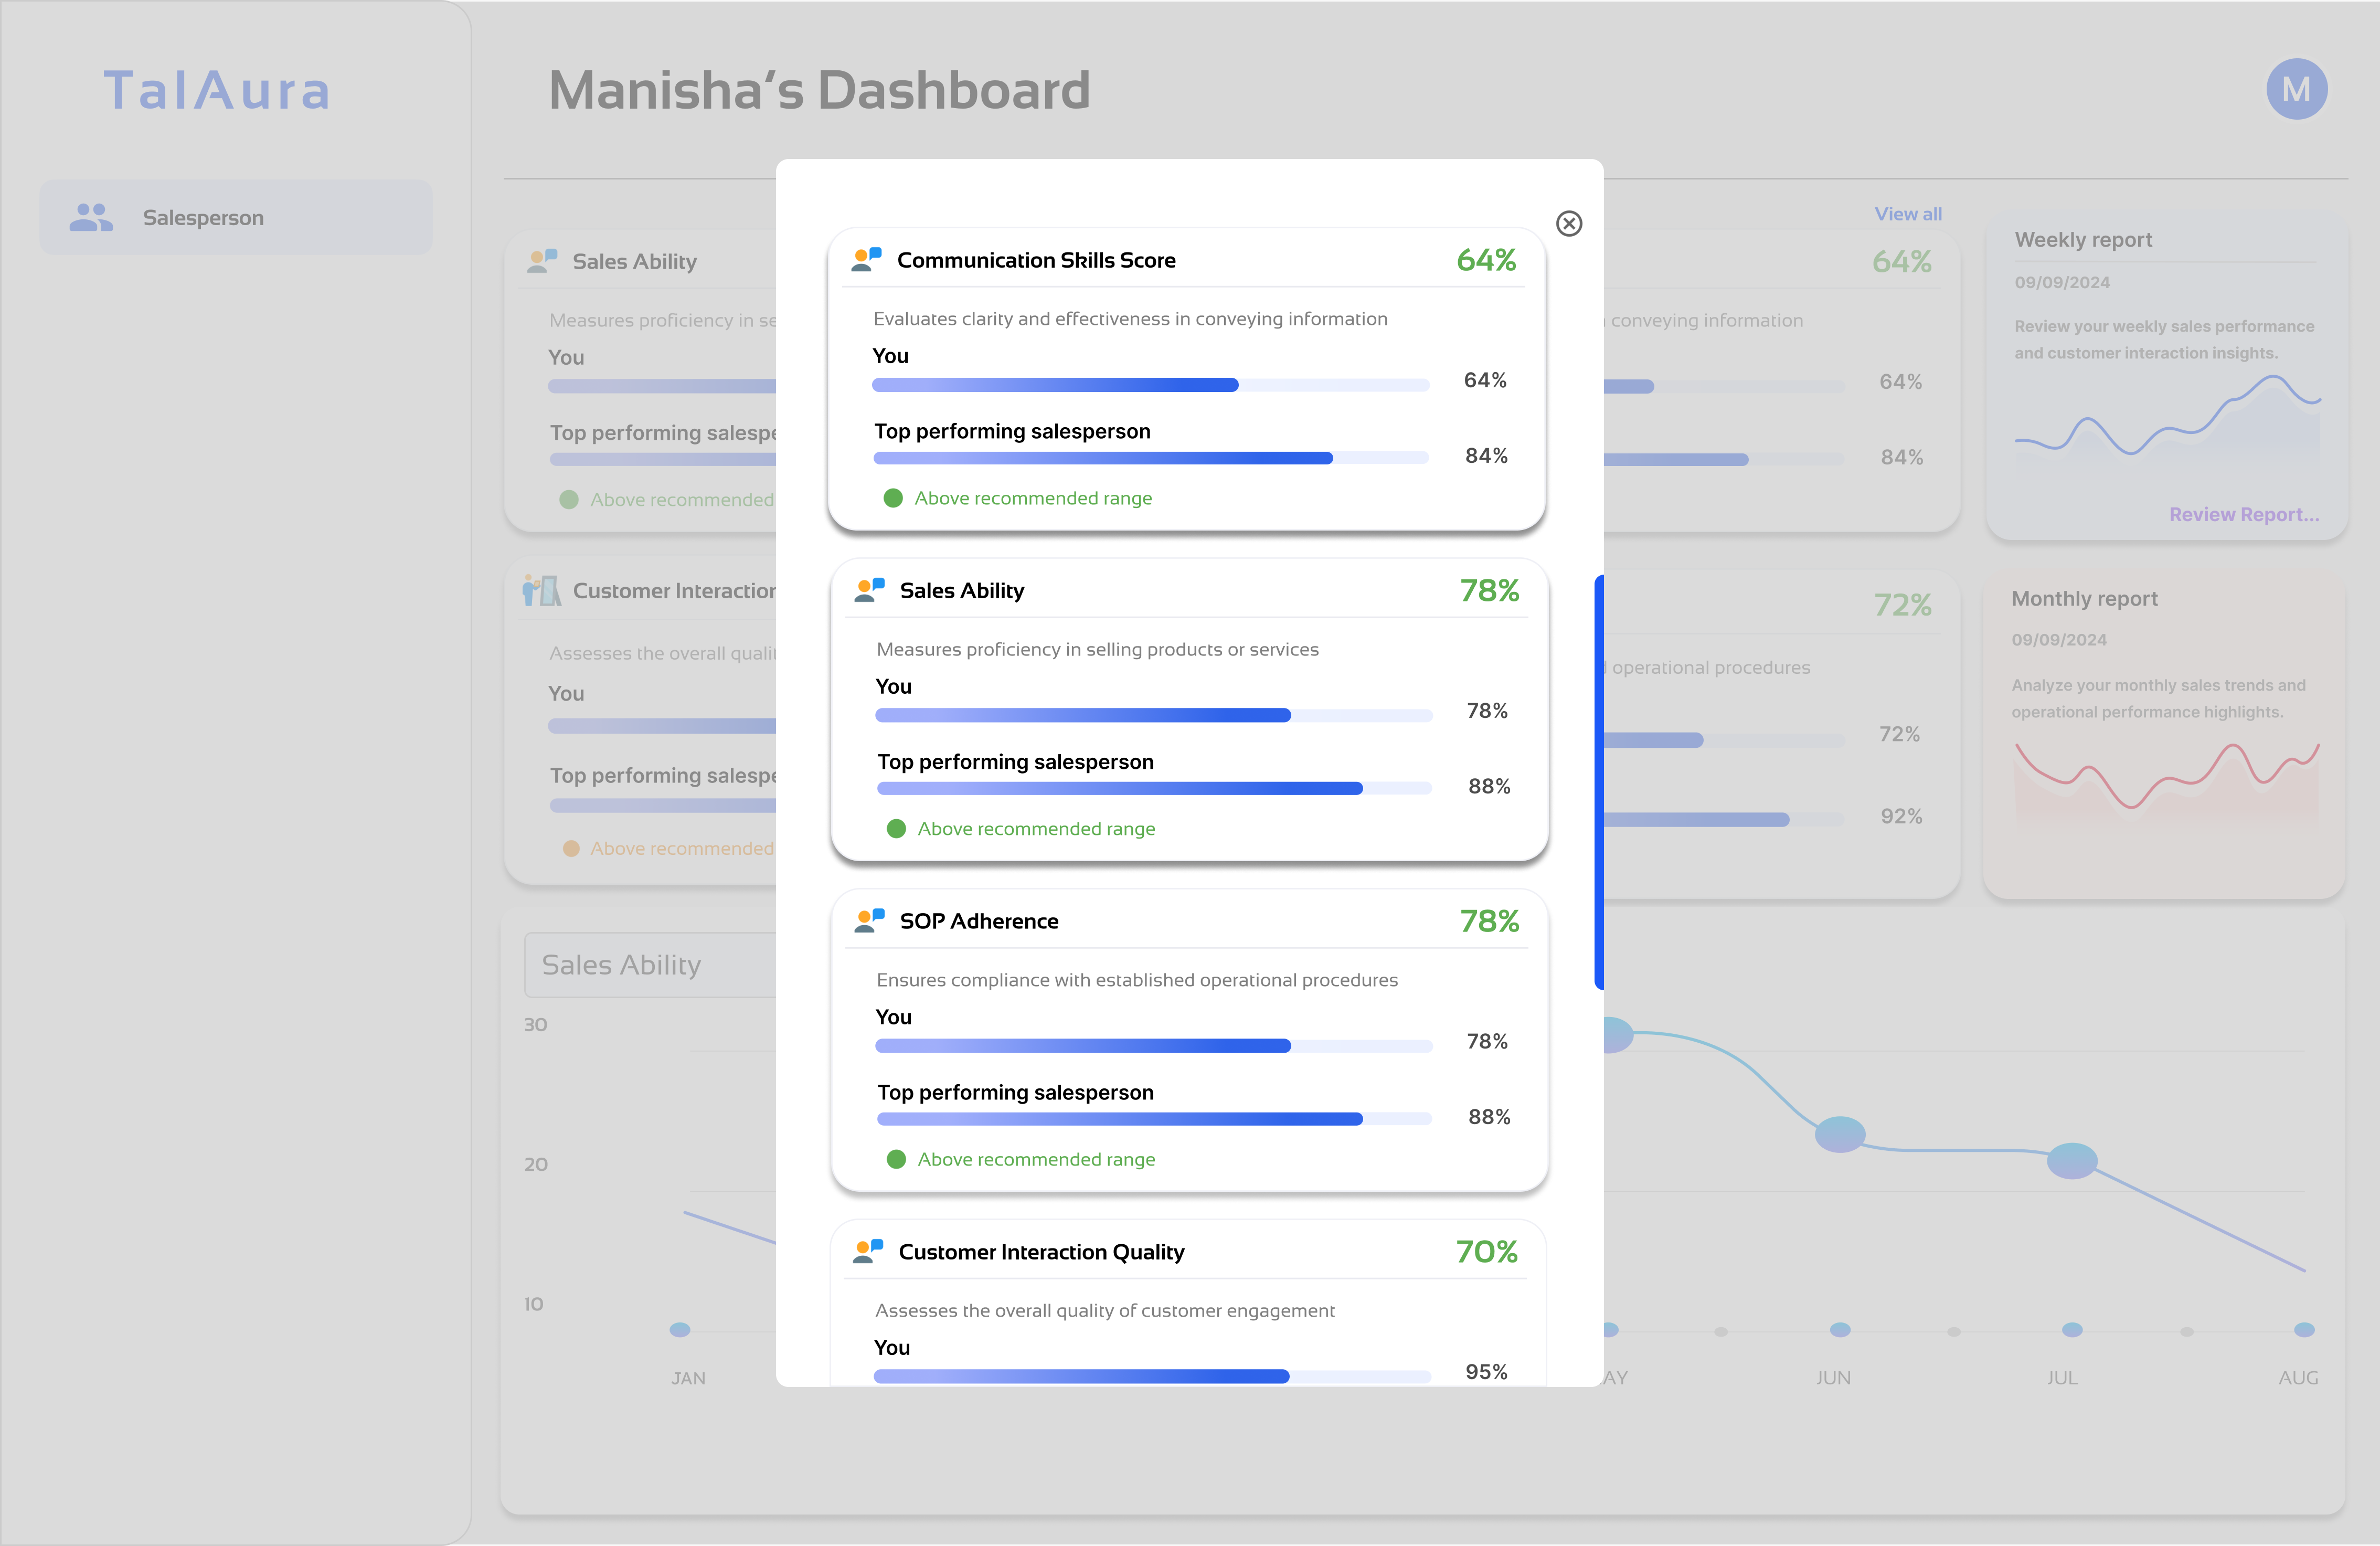 TalAura
Manisha‘s Dashboard
M
Salesperson
View all
Sales Ability
Measures proficiency in
You
Top performing
Above recommended
Customer
Assesses the overall
You
Top performing
Above recommended
Communication Skills Score
64%
Evaluates clarity and effectiveness in conveying information
You
64%
Top performing salesperson
84%
Above recommended range
Sales Ability
78%
Measures proficiency in selling products or services
You
78%
Top performing salesperson
88%
Above recommended range
SOP Adherence
78%
Ensures compliance with established operational procedures
You
78%
Top performing salesperson
88%
Above recommended range
Customer Interaction Quality
70%
Assesses the overall quality of customer engagement
You
95%
64%
conveying information
64%
84%
72%
operational procedures
72%
92%
Weekly report
09/09/2024
Review your weekly sales performance
and customer interaction insights.
Review Report...
Monthly report
09/09/2024
Analyze your monthly sales trends and
operational performance highlights.
Sales Ability
30
20
10
JAN
JUN
JUL
AUG